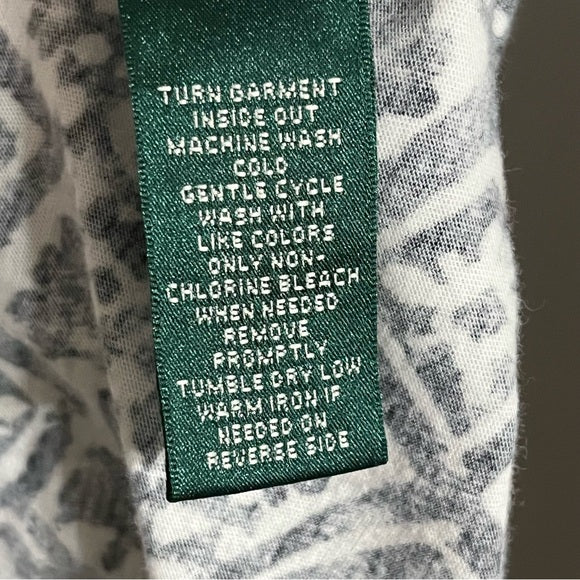 TURN GARMENT
INSIDE OUT
MACHINE WASH
COLD
GENTLE CYCLE
WASH WITH
LIKE COLORS
ONLY NON-
CHLORINE BLEACH
WHEN NEEDED
REMOVE
PROMPTLY
TUMBLE DRY LOW
WARM IRON IF
NEEDED ON
REVERSE SIDE